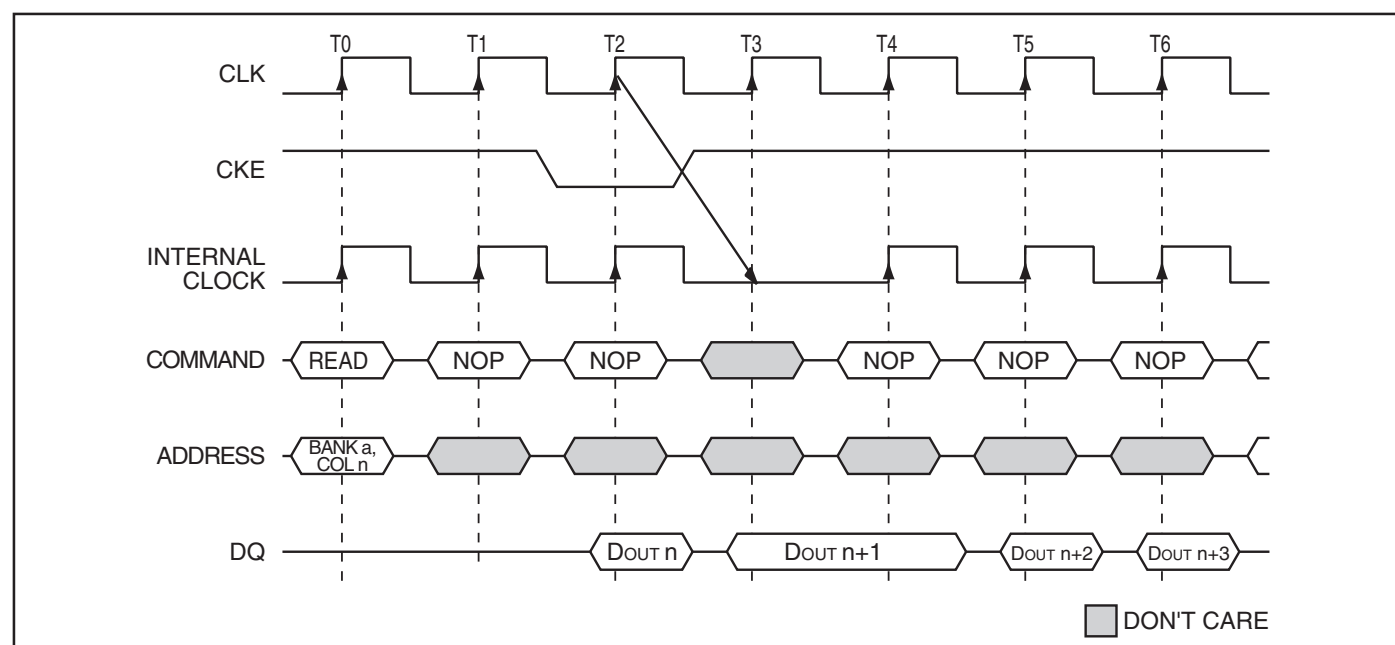 T0 T1 T2 T3 T4 T5 T6
CLK
CKE
INTERNAL
CLOCK
COMMAND READ NOP NOP NOP NOP NOP
ADDRESS BANK a,
COL n
DQ DOUT n DOUT n+1 DOUT n+2 DOUT n+3
DON'T CARE